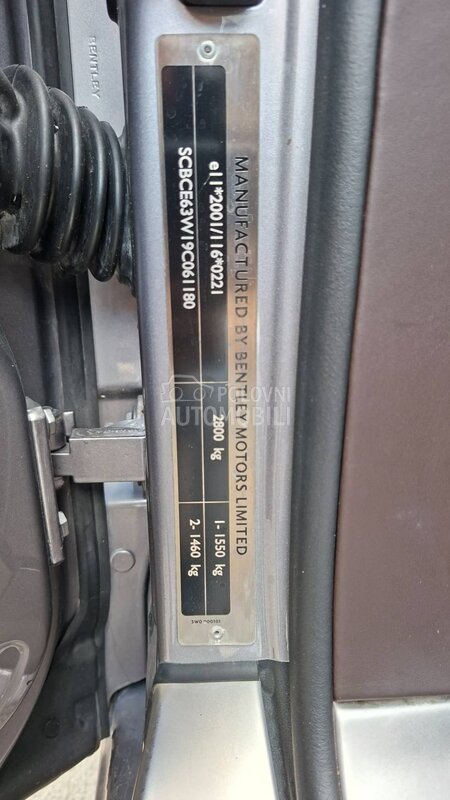 BENTLEY
MANUFACTURED BY BENTLEY MOTORS LIMITED
e11*2001/116*0221
2800 kg
1- 1550 kg
SCBCE63W19C061180
2- 1460 kg
POLOVNI
AUTOMOBILI